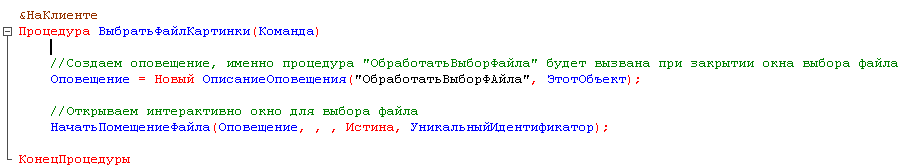 &НаКлиенте
Процедура ВыбратьФайлКартинки(Команда)
//Создаем оповещение, именно процедура "ОбработатьВыборФайла" будет вызвана при закрытии окна выбора файла
Оповещение = Новый ОписаниеОповещения("ОбработатьВыборФАйла", ЭтотОбъект);
//Открываем интерактивно окно для выбора файла
НачатьПомещениеФайла(Оповещение, , , Истина, УникальныйИдентификатор);
КонецПроцедуры